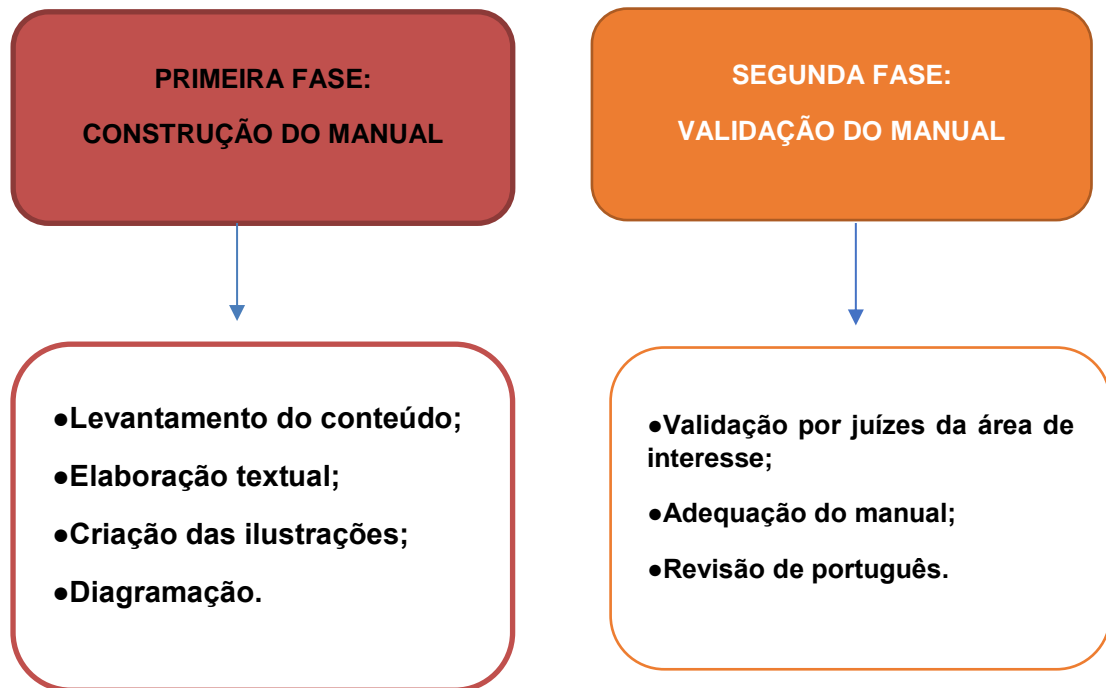 PRIMEIRA FASE:
CONSTRUÇÃO DO MANUAL
SEGUNDA FASE:
VALIDAÇÃO DO MANUAL
●Levantamento do conteúdo;
●Elaboração textual;
●Criação das ilustrações;
●Diagramação.
●Validação por juízes da área de
interesse;
●Adequação do manual;
●Revisão de português.